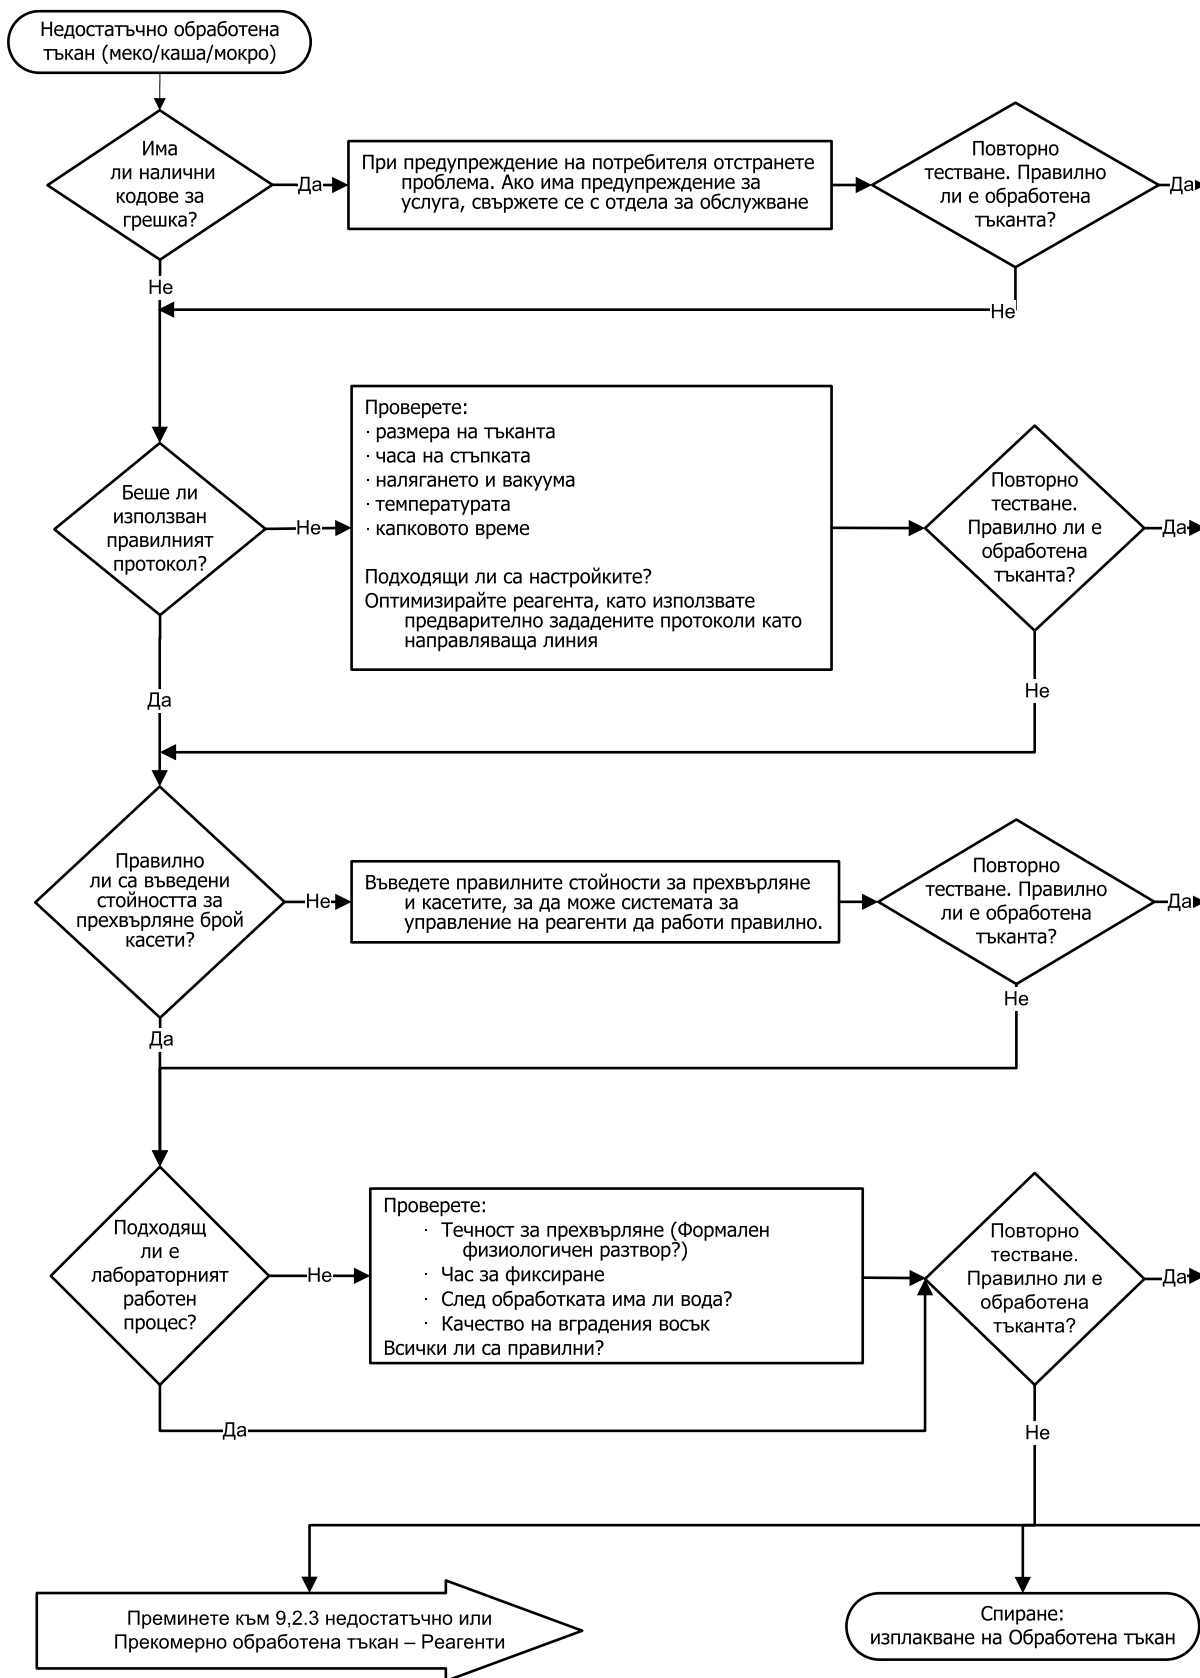 Недостатъчно обработена
тъкан (меко/каша/мокро)
Има
ли налични
кодове за
грешка?
Да
При предупреждение на потребителя отстранете
проблема. Ако има предупреждение за
услуга, свържете се с отдела за обслужване
Повторно
тестване. Правилно
ли е обработена
тъканта?
Да
Не
Не
Беше ли
използван
правилният
протокол?
Не
Проверете:
· размера на тъканта
· часа на стъпката
· налягането и вакуума
· температурата
· капковото време
Подходящи ли са настройките?
Оптимизирайте реагента, като използвате
предварително зададените протоколи като
направляваща линия
Повторно
тестване.
Правилно ли е
обработена
тъканта?
Да
Да
Не
Правилно
ли са въведени
стойността за
прехвърляне брой
касети?
Не
Въведете правилните стойности за прехвърляне
и касетите, за да може системата за
управление на реагенти да работи правилно.
Повторно
тестване. Правилно
ли е обработена
тъканта?
Да
Не
Да
Подходящ
ли е
лабораторният
работен
процес?
Не
Проверете:
· Течност за прехвърляне (Формален
физиологичен разтвор?)
· Час за фиксиране
· След обработката има ли вода?
· Качество на вградения восък
Всички ли са правилни?
Повторно
тестване.
Правилно ли е
обработена
тъканта?
Да
Да
Не
Преминете към 9,2.3 недостатъчно или
Прекомерно обработена тъкан – Реагенти
Спиране:
изплакване на Обработена тъкан